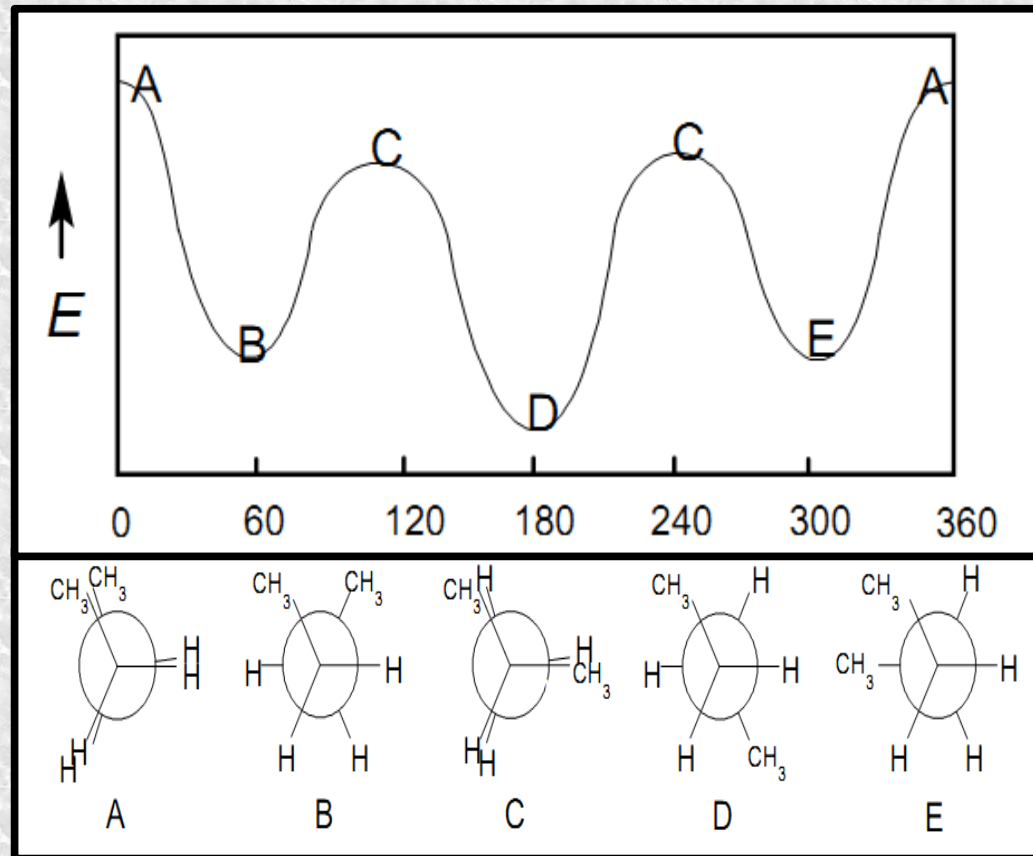 A A
C C
B E
D
E
0 60 120 180 240 300 360
CH3 CH3 H H H H
CH3 CH3 H H H H
CH3 H H CH3 H H
CH3 H H H H CH3
CH3 H CH3 H H H
A B C D E